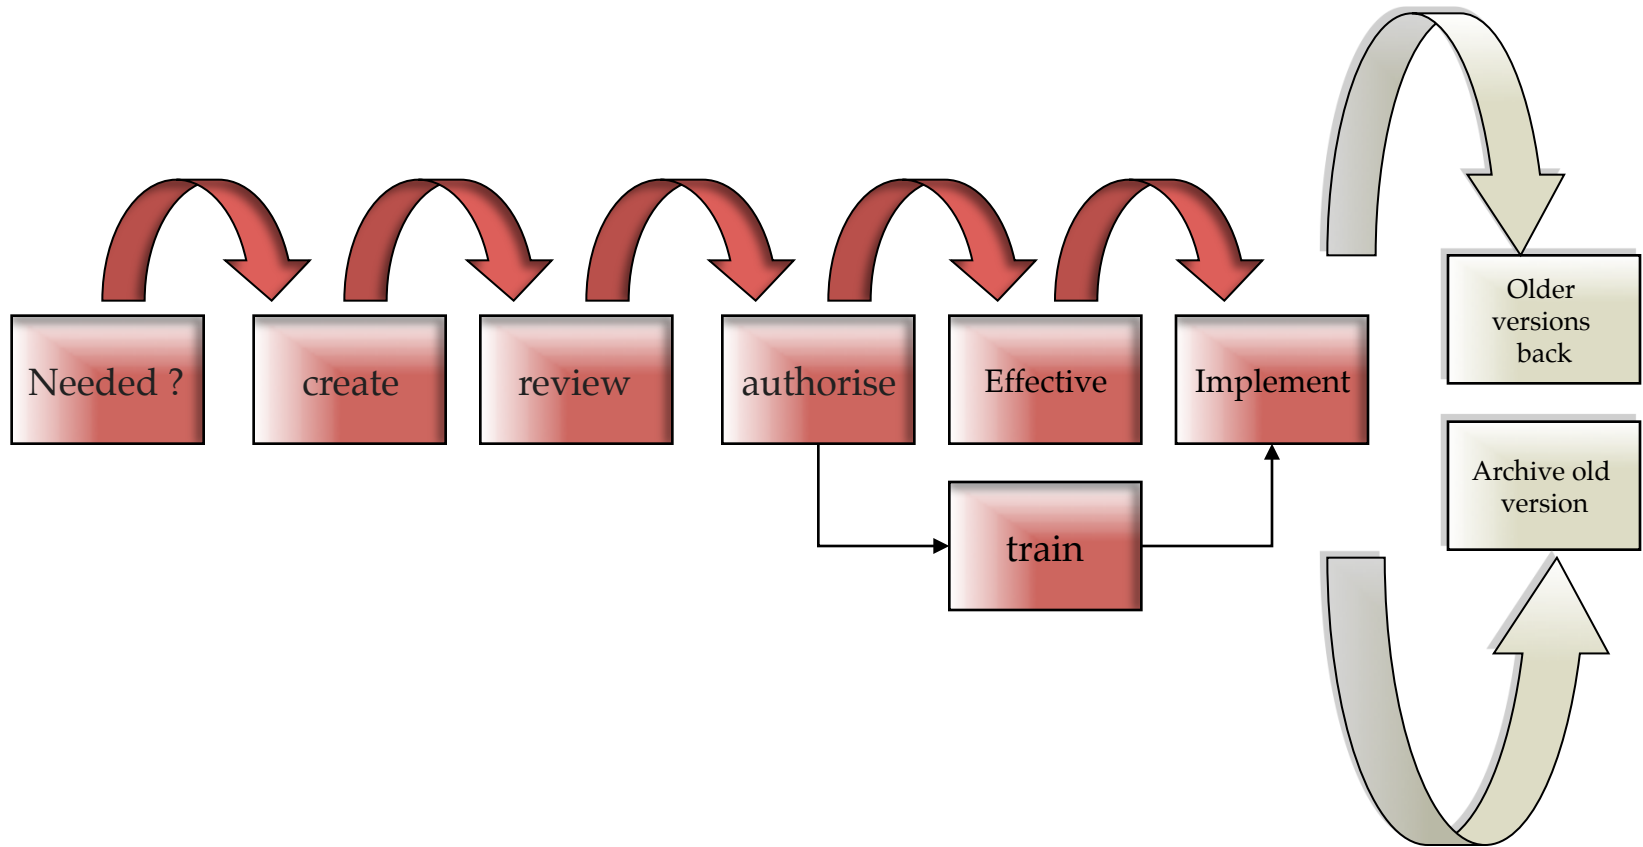 Needed ?
create
review
authorise
Effective
Implement
train
Older
versions
back
Archive old
version